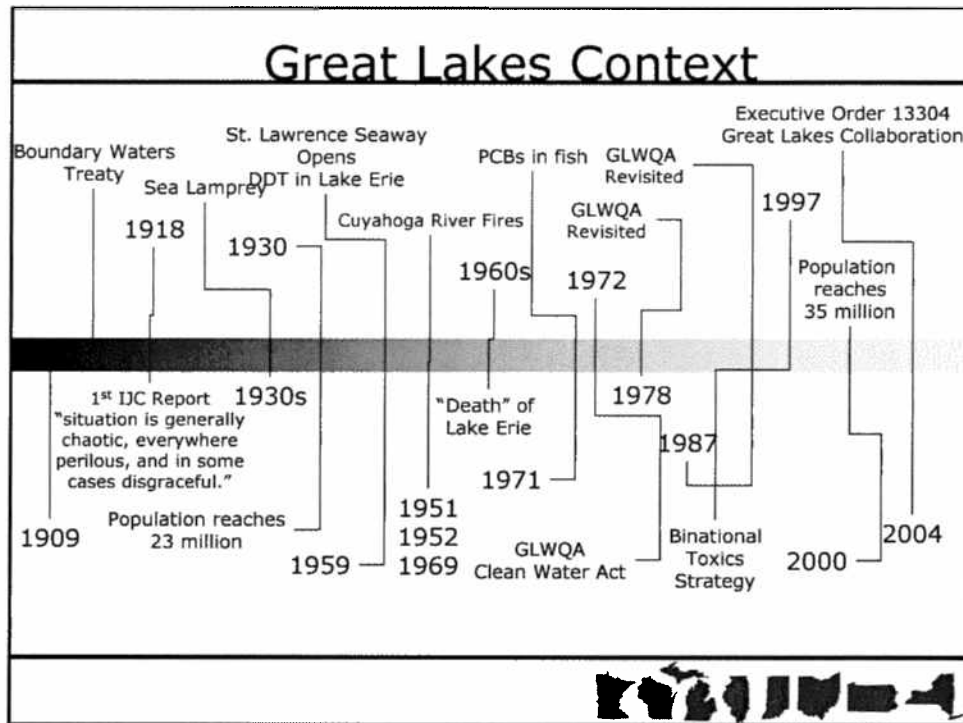 Great Lakes Context
Boundary Waters
Treaty
1909
1918
1st IJC Report
"situation is generally
chaotic, everywhere
perilous, and in some
cases disgraceful."
Sea Lamprey
1930s
1930
Population reaches
23 million
St. Lawrence Seaway
Opens
DDT in Lake Erie
1959
Cuyahoga River Fires
1951
1952
1969
1960s
"Death" of
Lake Erie
PCBs in fish
1971
1972
GLWQA
Clean Water Act
GLWQA
Revisited
1978
GLWQA
Revisited
1987
1997
Binational
Toxics
Strategy
Population
reaches
35 million
2000
Executive Order 13304
Great Lakes Collaboration
2004